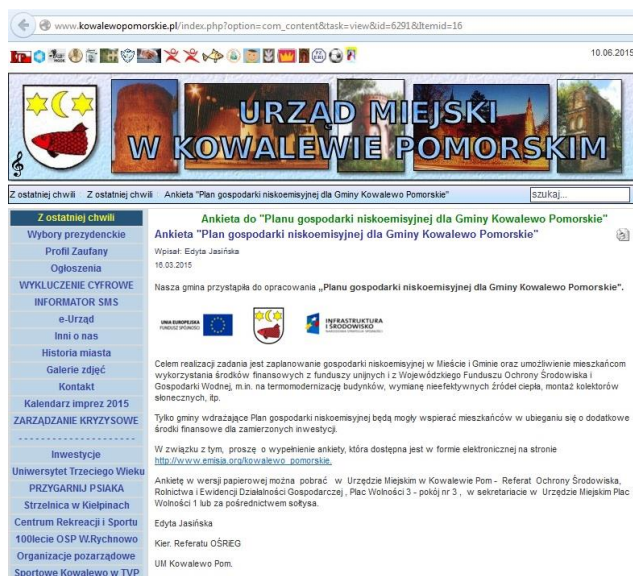 www.kowalewopomorskie.pl/index.php?option=com_content&task=view&id=6291&Itemid=16
10.06.2015
URZĄD MIEJSKI
W KOWALEWIE POMORSKIM
Z ostatniej chwili Z ostatniej chwili Ankieta "Plan gospodarki niskoemisyjnej dla Gminy Kowalewo Pomorskie"
szukaj...
Z ostatniej chwili
Wybory prezydenckie
Profil Zaufany
Ogłoszenia
WYKLUCZENIE CYFROWE
INFORMATOR SMS
e-Urząd
Inni o nas
Historia miasta
Galerie zdjęć
Kontakt
Kalendarz imprez 2015
ZARZĄDZANIE KRYZYSOWE
- - - - - - - - - - - - - - - - - -
Inwestycje
Uniwersytet Trzeciego Wieku
PRZYGARNIJ PSIAKA
Strzelnica w Kiełpinach
Centrum Rekreacji i Sportu
100lecie OSP W.Rychnowo
Organizacje pozarządowe
Sportowe Kowalewo w TVP
Ankieta do "Planu gospodarki niskoemisyjnej dla Gminy Kowalewo Pomorskie"
Ankieta "Plan gospodarki niskoemisyjnej dla Gminy Kowalewo Pomorskie"
Wpisał: Edyta Jasińska
16.03.2015
Nasza gmina przystąpiła do opracowania „Planu gospodarki niskoemisyjnej dla Gminy Kowalewo Pomorskie".
UNIA EUROPEJSKA
FUNDUSZ SPÓJNOŚCI
INFRASTRUKTURA
I ŚRODOWISKO
NARODOWA STRATEGIA SPÓJNOŚCI
Celem realizacji zadania jest zaplanowanie gospodarki niskoemisyjnej w Mieście i Gminie oraz umożliwienie mieszkańcom
wykorzystania środków finansowych z funduszy unijnych i z Wojewódzkiego Funduszu Ochrony Środowiska i
Gospodarki Wodnej, m.in. na termomodernizację budynków, wymianę nieefektywnych źródeł ciepła, montaż kolektorów
słonecznych, itp.
Tylko gminy wdrażające Plan gospodarki niskoemisyjnej będą mogły wspierać mieszkańców w ubieganiu się o dodatkowe
środki finansowe dla zamierzonych inwestycji.
W związku z tym, proszę o wypełnienie ankiety, która dostępna jest w formie elektronicznej na stronie
http://www.emisja.org/kowalewo_pomorskie.
Ankietę w wersji papierowej można pobrać w Urzędzie Miejskim w Kowalewie Pom - Referat Ochrony Środowiska,
Rolnictwa i Ewidencji Działalności Gospodarczej , Plac Wolności 3 - pokój nr 3 , w sekretariacie w Urzędzie Miejskim Plac
Wolności 1 lub za pośrednictwem sołtysa.
Edyta Jasińska
Kier. Referatu OŚRiEG
UM Kowalewo Pom.